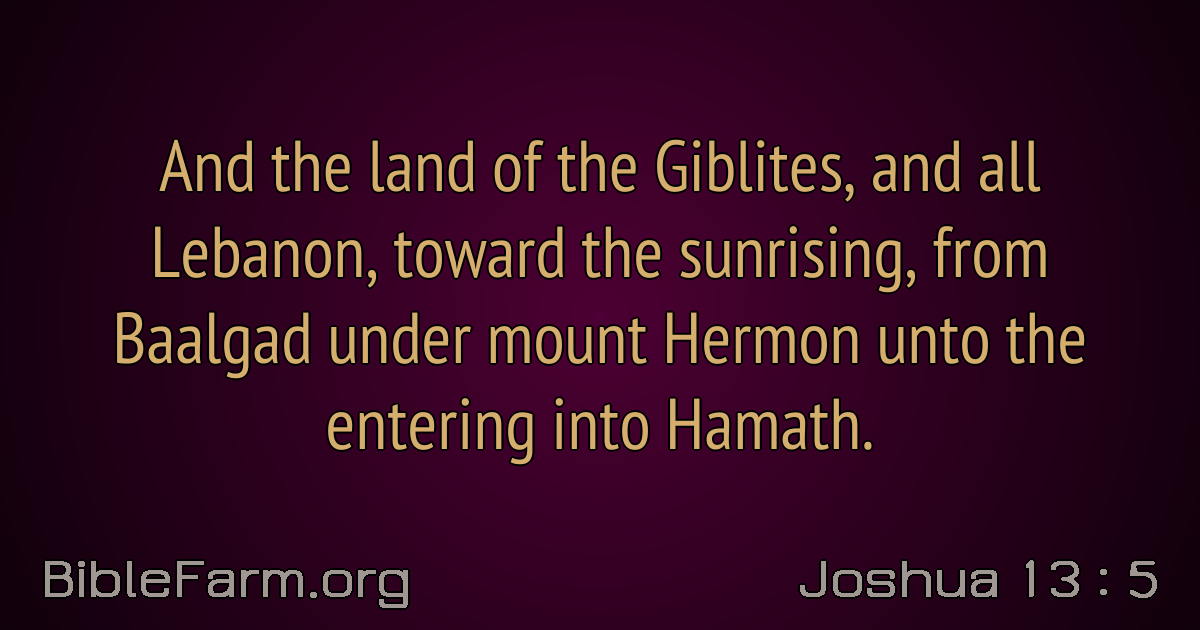 And the land of the Giblites, and all
Lebanon, toward the sunrising, from
Baalgad under mount Hermon unto the
entering into Hamath.
BibleFarm.org
Joshua 13 : 5